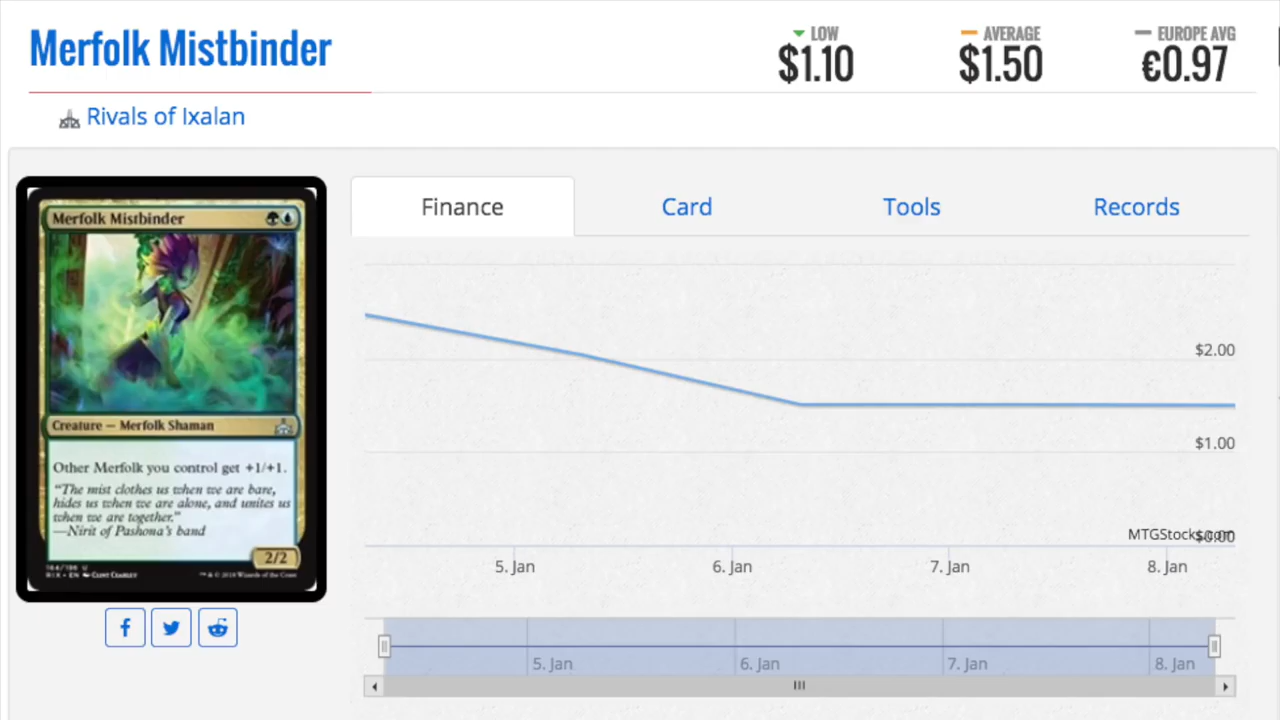 Merfolk Mistbinder
LOW
$1.10
AVERAGE
$1.50
EUROPE AVG
€0.97
Rivals of Ixalan
Merfolk Mistbinder
Creature — Merfolk Shaman
Other Merfolk you control get +1/+1.
"The mist clothes us when we are bare,
hides us when we are alone, and unites us
when we are together."
—Nirit of Pashona's band
2/2
164/196 U
RIX • EN
Finance
Card
Tools
Records
$2.00
$1.00
$0.00
MTGStocks.com
5. Jan
6. Jan
7. Jan
8. Jan
5. Jan
6. Jan
7. Jan
8. Jan